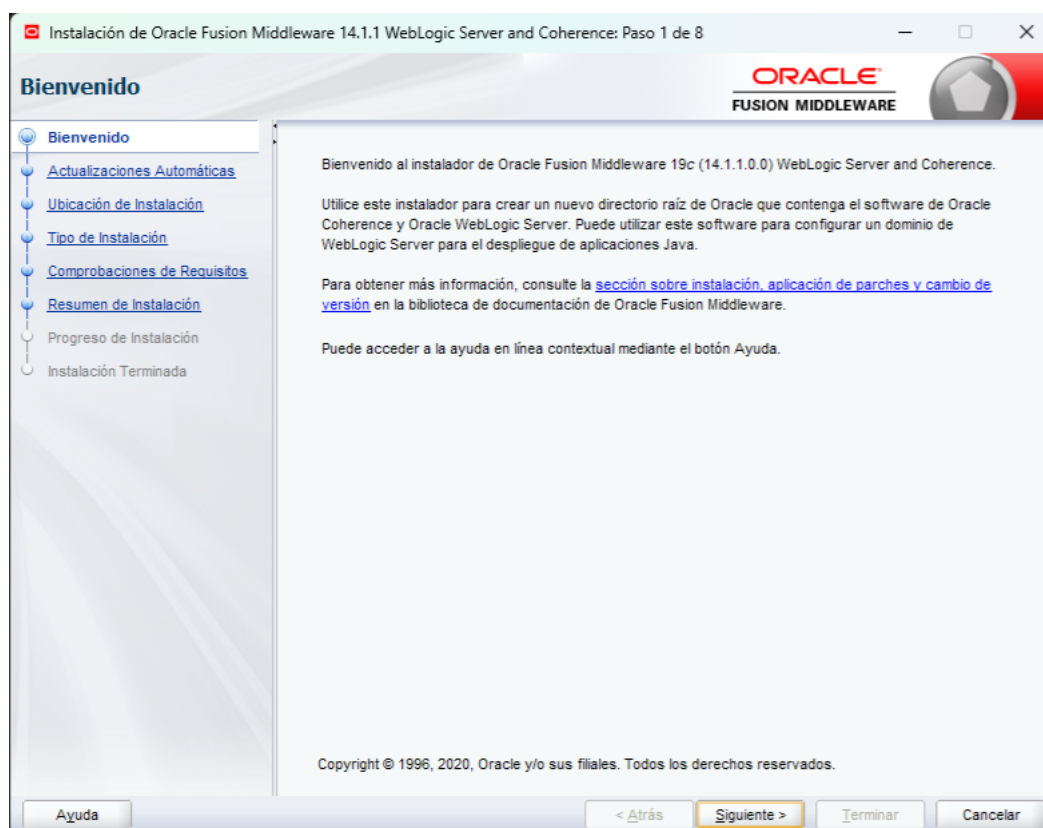 Instalación de Oracle Fusion Middleware 14.1.1 WebLogic Server and Coherence: Paso 1 de 8
Bienvenido
ORACLE
FUSION MIDDLEWARE
Bienvenido
Actualizaciones Automáticas
Ubicación de Instalación
Tipo de Instalación
Comprobaciones de Requisitos
Resumen de Instalación
Progreso de Instalación
Instalación Terminada
Bienvenido al instalador de Oracle Fusion Middleware 19c (14.1.1.0.0) WebLogic Server and Coherence.
Utilice este instalador para crear un nuevo directorio raíz de Oracle que contenga el software de Oracle
Coherence y Oracle WebLogic Server. Puede utilizar este software para configurar un dominio de
WebLogic Server para el despliegue de aplicaciones Java.
Para obtener más información, consulte la sección sobre instalación, aplicación de parches y cambio de
versión en la biblioteca de documentación de Oracle Fusion Middleware.
Puede acceder a la ayuda en línea contextual mediante el botón Ayuda.
Copyright © 1996, 2020, Oracle y/o sus filiales. Todos los derechos reservados.
Ayuda
< Atrás
Siguiente >
Terminar
Cancelar